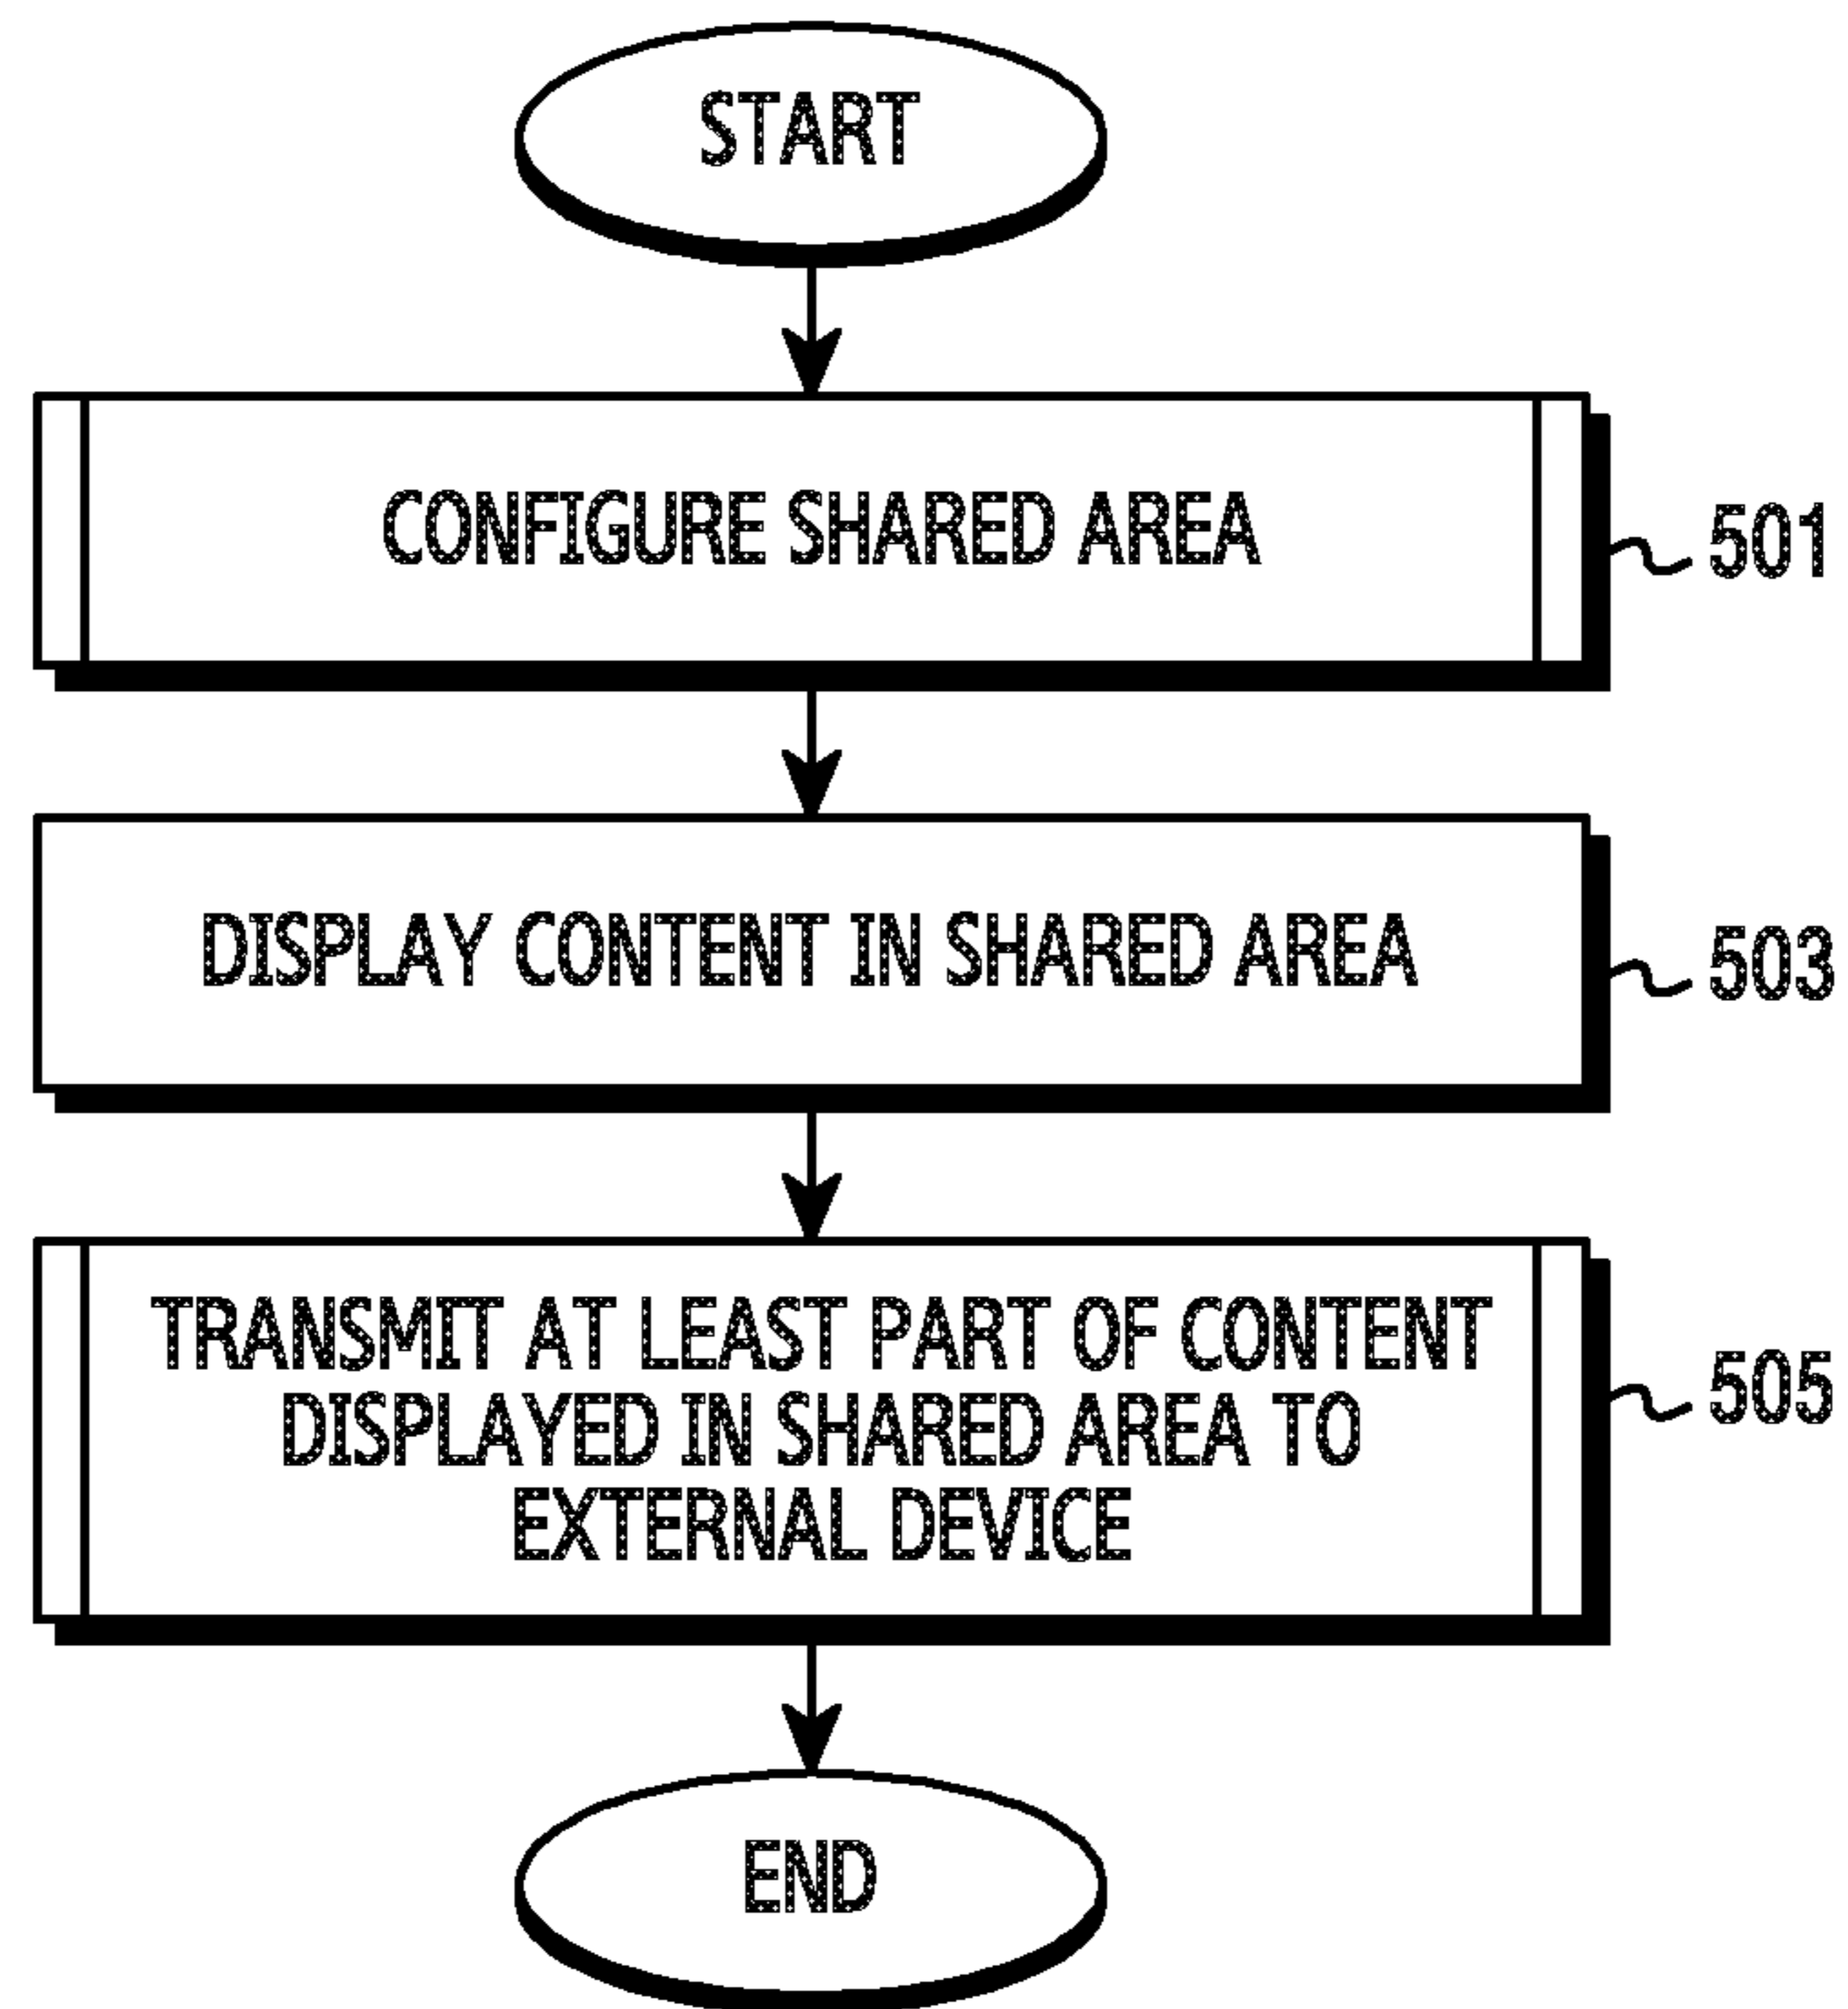 START
CONFIGURE SHARED AREA
501
DISPLAY CONTENT IN SHARED AREA
503
TRANSMIT AT LEAST PART OF CONTENT
DISPLAYED IN SHARED AREA TO
EXTERNAL DEVICE
505
END